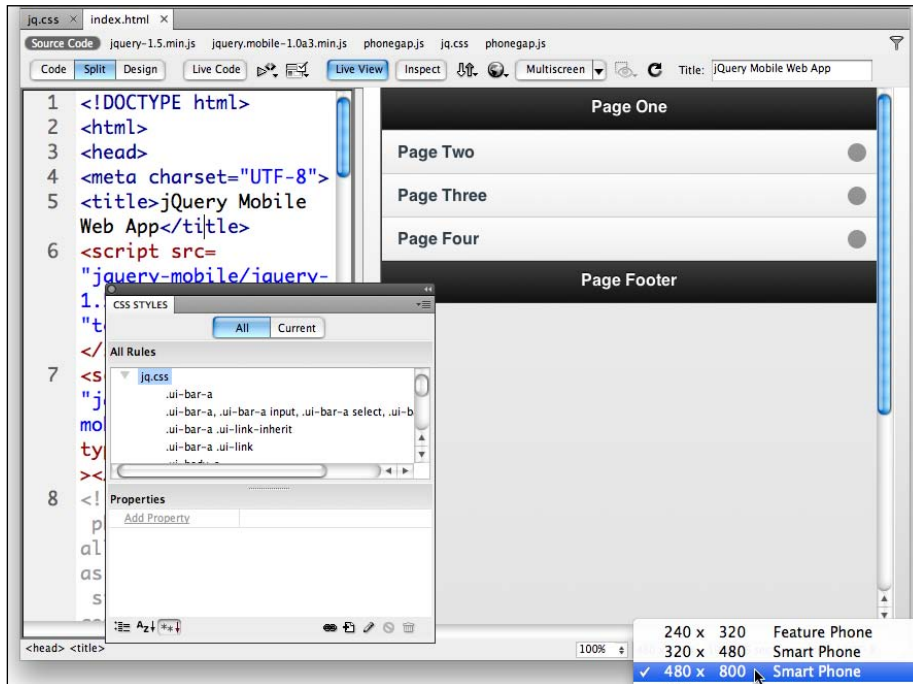 jq.css × index.html ×
Source Code jquery-1.5.min.js jquery.mobile-1.0a3.min.js phonegap.js jq.css phonegap.js
Code Split Design Live Code Live View Inspect Multiscreen Title: jQuery Mobile Web App
1 <!DOCTYPE html>
2 <html>
3 <head>
4 <meta charset="UTF-8">
5 <title>jQuery Mobile
Web App</title>
6 <script src=
"jquery-mobile/jquery-
1.
"t
</
7 <s
"j
mo
ty
></
8 <!
p
al
as
s
Page One
Page Two
Page Three
Page Four
Page Footer
CSS STYLES
All Current
All Rules
jq.css
.ui-bar-a
.ui-bar-a, .ui-bar-a input, .ui-bar-a select, .ui-b
.ui-bar-a .ui-link-inherit
.ui-bar-a .ui-link
Properties
Add Property
<head> <title>
100%
240 x 320 Feature Phone
320 x 480 Smart Phone
✓ 480 x 800 Smart Phone